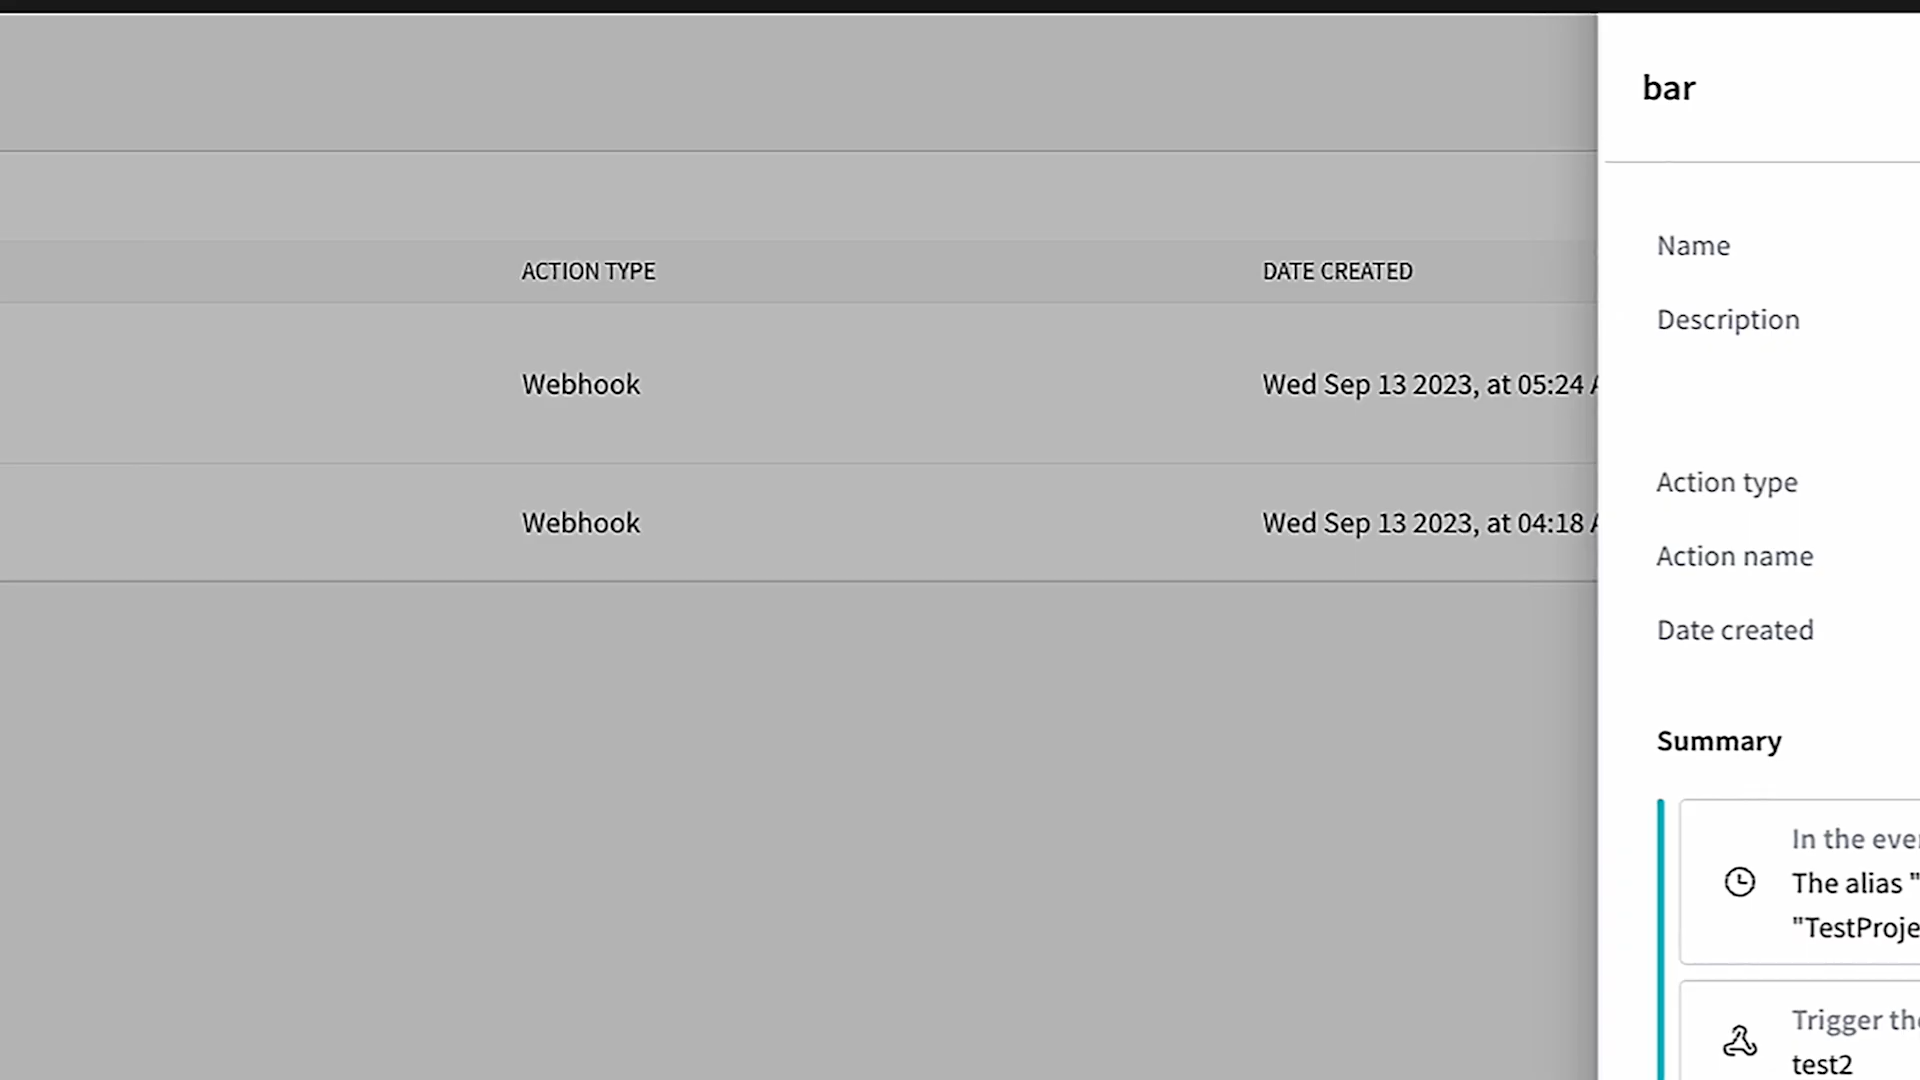 ACTION TYPE DATE CREATED
Webhook Wed Sep 13 2023, at 05:24
Webhook Wed Sep 13 2023, at 04:18
bar
Name
Description
Action type
Action name
Date created
Summary
In the
The alias "
Trigger
test2